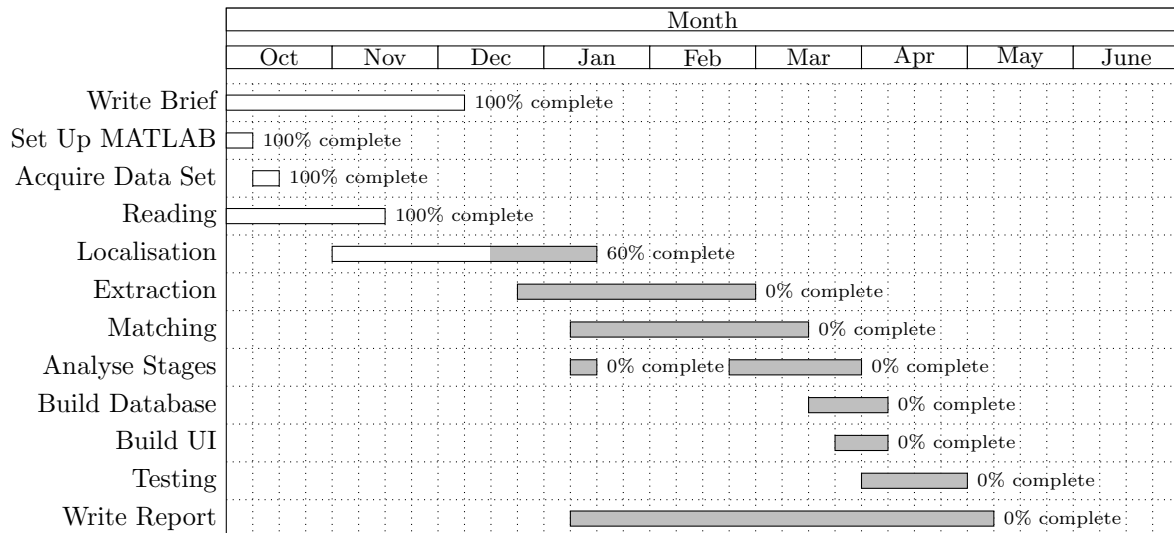 Month
Oct Nov Dec Jan Feb Mar Apr May June
Write Brief 100% complete
Set Up MATLAB 100% complete
Acquire Data Set 100% complete
Reading 100% complete
Localisation 60% complete
Extraction 0% complete
Matching 0% complete
Analyse Stages 0% complete 0% complete
Build Database 0% complete
Build UI 0% complete
Testing 0% complete
Write Report 0% complete